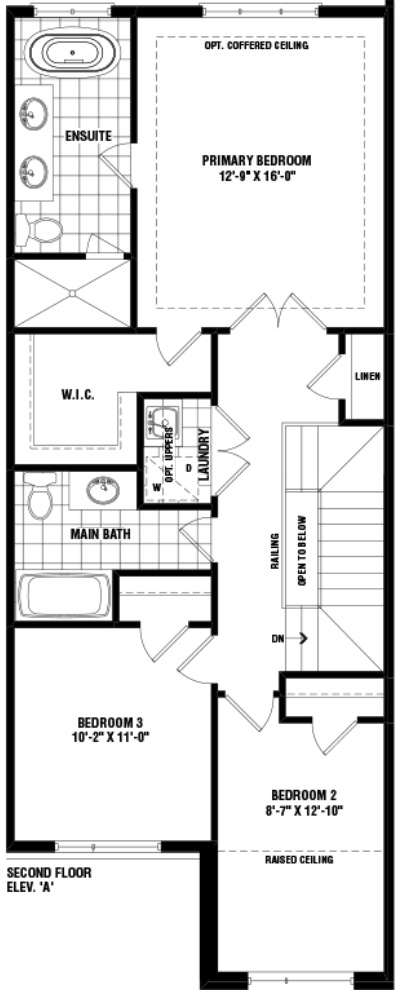 OPT. COFFERED CEILING
ENSUITE
PRIMARY BEDROOM
12'-9" X 16'-0"
LINEN
W.I.C.
OPT. UPPERS
LAUNDRY
D
W
MAIN BATH
RAILING
OPEN TO BELOW
DN
BEDROOM 3
10'-2" X 11'-0"
BEDROOM 2
8'-7" X 12'-10"
RAISED CEILING
SECOND FLOOR
ELEV. 'A'